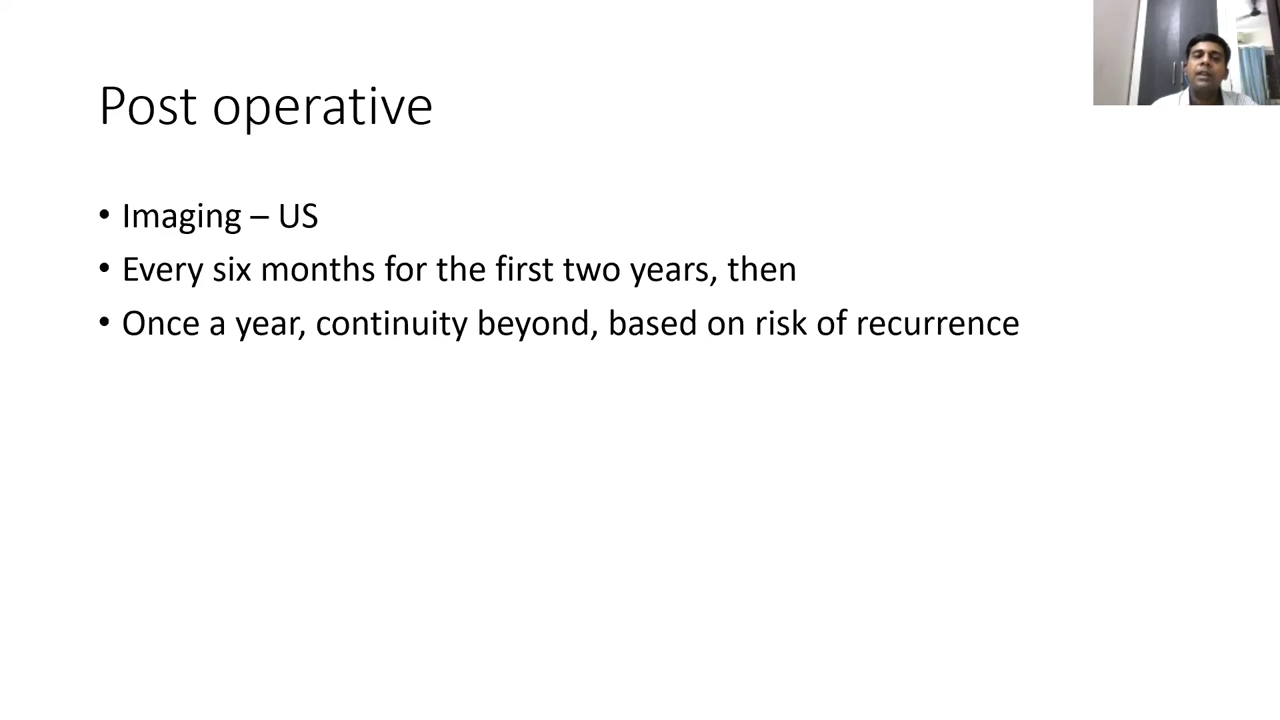 Post operative
• Imaging – US
• Every six months for the first two years, then
• Once a year, continuity beyond, based on risk of recurrence